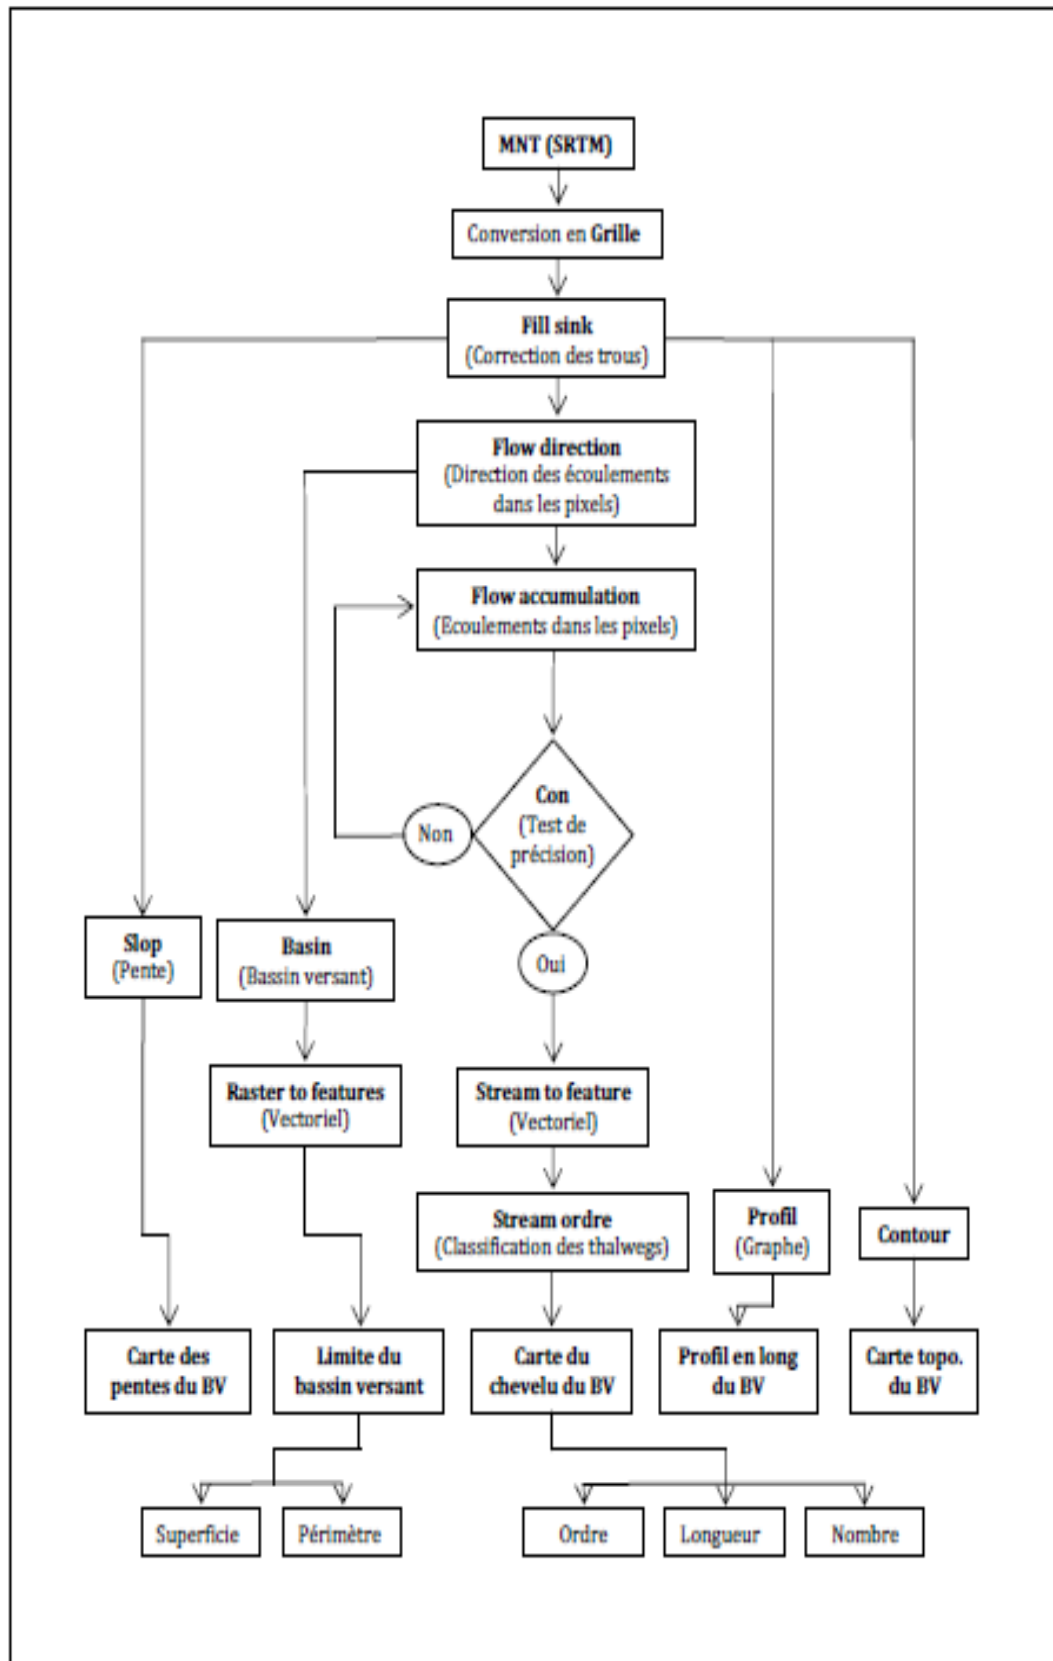 MNT (SRTM)
Conversion en Grille
Fill sink
(Correction des trous)
Flow direction
(Direction des écoulements
dans les pixels)
Flow accumulation
(Ecoulements dans les pixels)
Con
(Test de
précision)
Non
Oui
Slop
(Pente)
Basin
(Bassin versant)
Raster to features
(Vectoriel)
Stream to feature
(Vectoriel)
Stream ordre
(Classification des thalwegs)
Profil
(Graphe)
Contour
Carte des
pentes du BV
Limite du
bassin versant
Carte du
chevelu du BV
Profil en long
du BV
Carte topo.
du BV
Superficie
Périmètre
Ordre
Longueur
Nombre